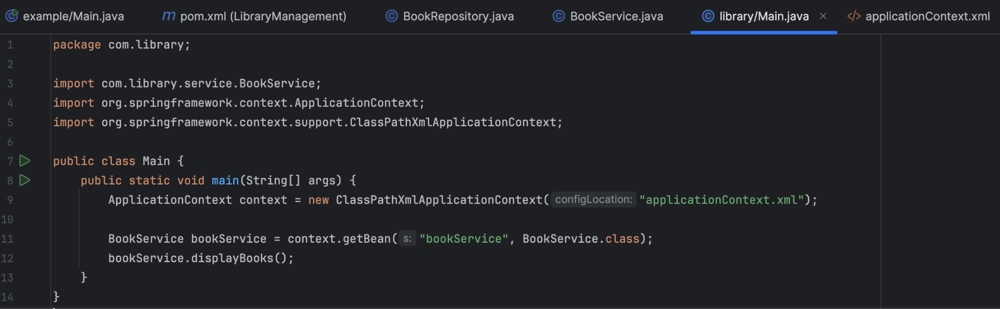 example/Main.java m pom.xml (LibraryManagement) BookRepository.java BookService.java library/Main.java applicationContext.xml
1 package com.library;
2
3 import com.library.service.BookService;
4 import org.springframework.context.ApplicationContext;
5 import org.springframework.context.support.ClassPathXmlApplicationContext;
6
7 public class Main {
8 public static void main(String[] args) {
9 ApplicationContext context = new ClassPathXmlApplicationContext( configLocation: "applicationContext.xml");
10
11 BookService bookService = context.getBean( s: "bookService", BookService.class);
12 bookService.displayBooks();
13 }
14 }